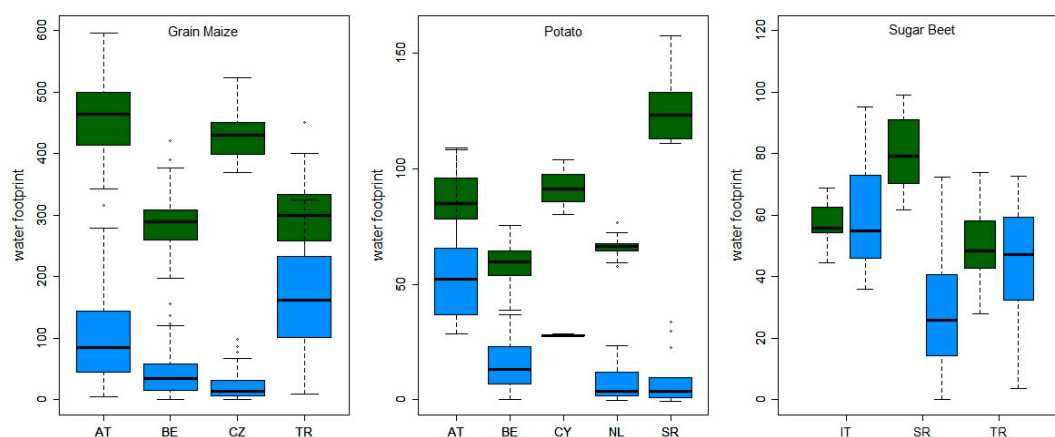 Grain Maize
water footprint
600
500
400
300
200
100
0
AT BE CZ TR
Potato
water footprint
150
100
50
0
AT BE CY NL SR
Sugar Beet
water footprint
120
100
80
60
40
20
0
IT SR TR